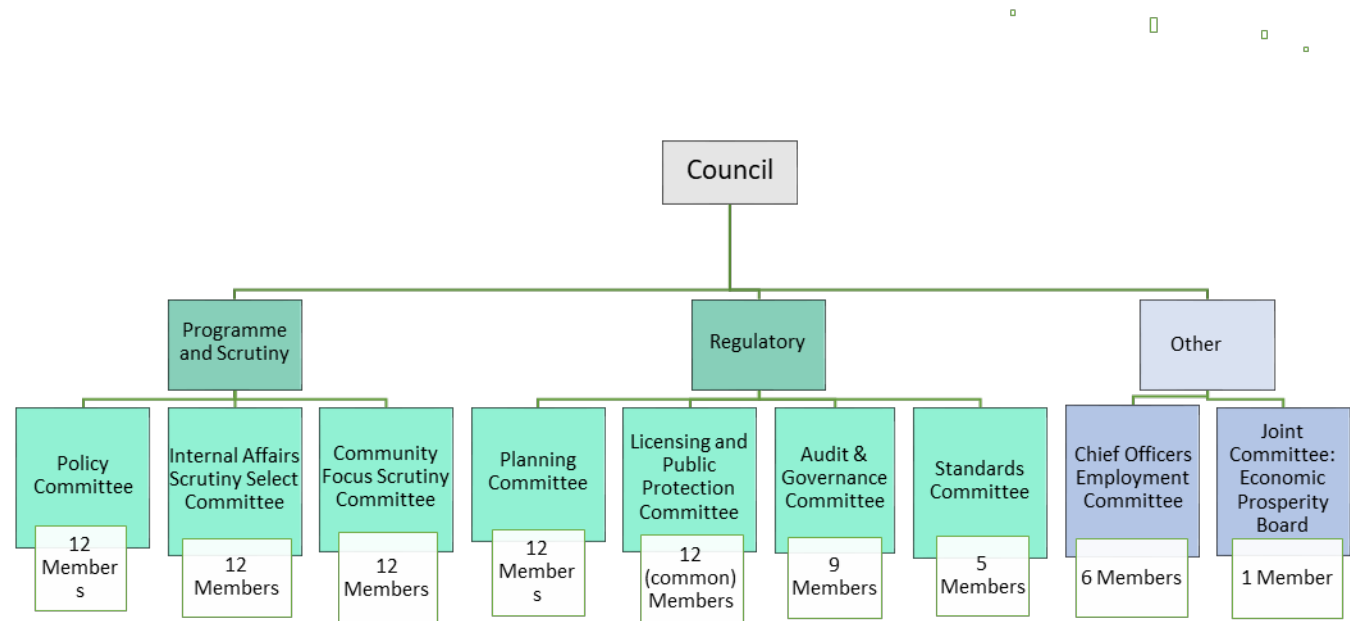 Council
Programme
and Scrutiny
Regulatory
Other
Policy
Committee
12
Member
s
Internal Affairs
Scrutiny Select
Committee
12
Members
Community
Focus Scrutiny
Committee
12
Members
Planning
Committee
12
Member
s
Licensing and
Public
Protection
Committee
12
(common)
Members
Audit &
Governance
Committee
9
Members
Standards
Committee
5
Members
Chief Officers
Employment
Committee
6 Members
Joint
Committee:
Economic
Prosperity
Board
1 Member